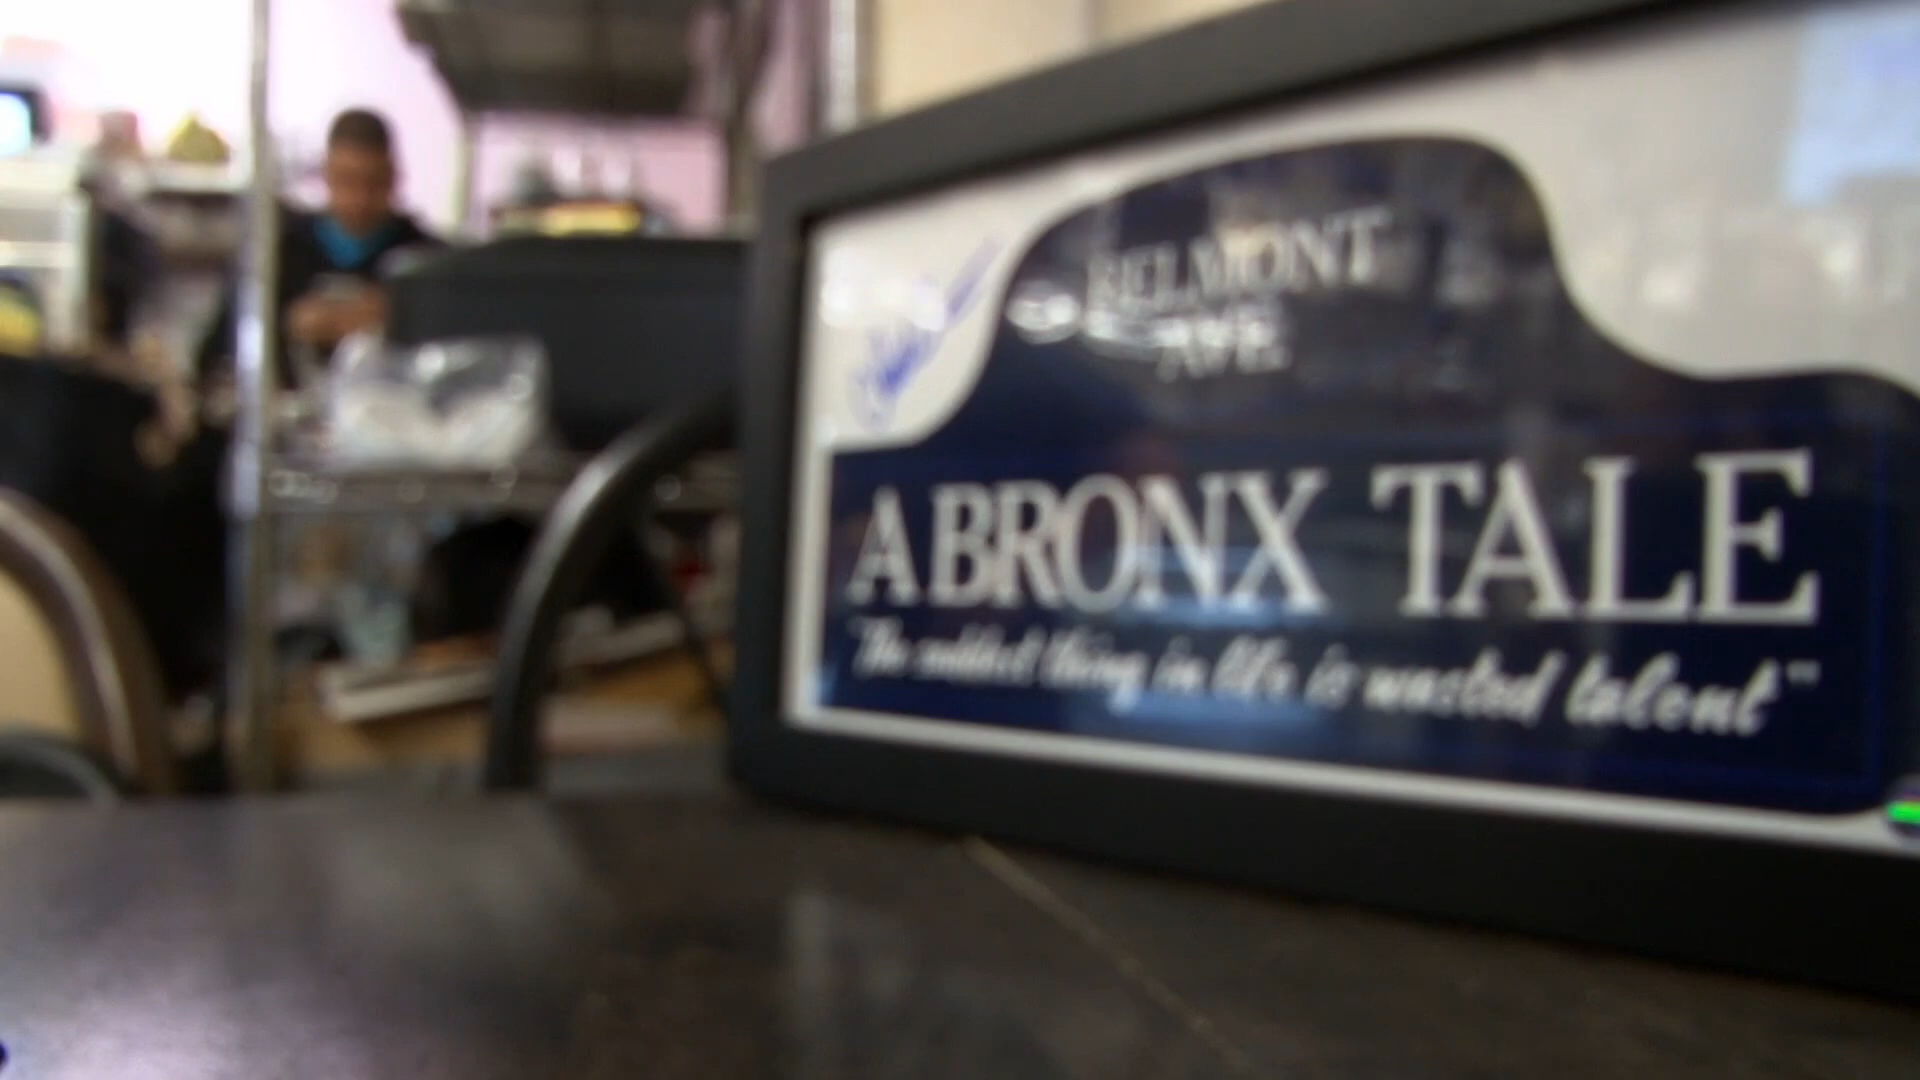 BELMONT
AVE.
A BRONX TALE
"The saddest thing in life is wasted talent"